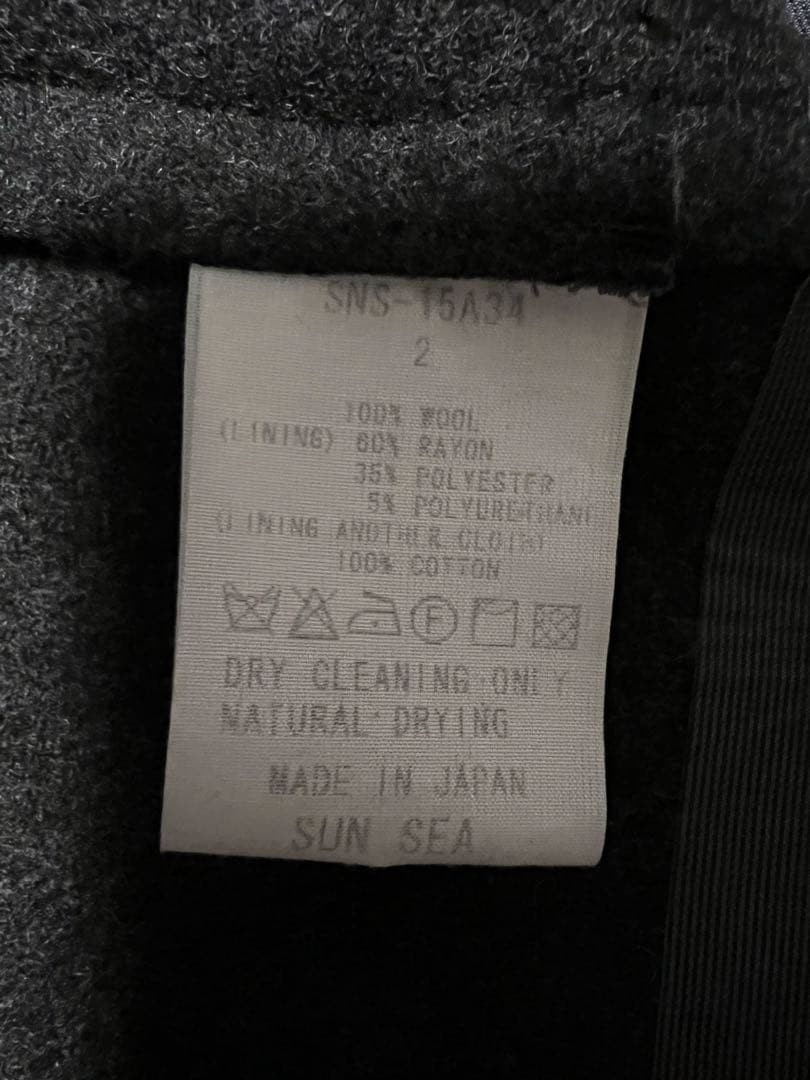 SNS-15A34
2
100% WOOL
(LINING) 60% RAYON
35% POLYESTER
5% POLYURETHANE
(LINING ANOTHER CLOTH)
100% COTTON
F
DRY CLEANING ONLY
NATURAL DRYING
MADE IN JAPAN
SUN SEA